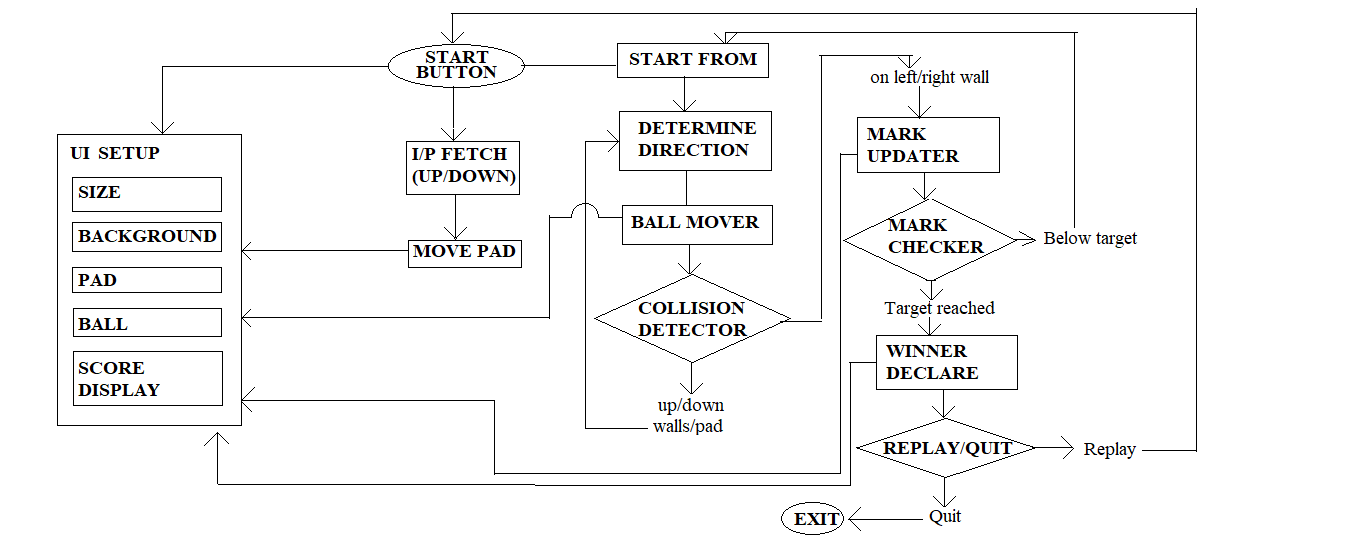 START
BUTTON
START FROM
on left/right wall
UI SETUP
SIZE
BACKGROUND
PAD
BALL
SCORE
DISPLAY
I/P FETCH
(UP/DOWN)
MOVE PAD
DETERMINE
DIRECTION
BALL MOVER
COLLISION
DETECTOR
up/down
walls/pad
MARK
UPDATER
MARK
CHECKER
Below target
Target reached
WINNER
DECLARE
REPLAY/QUIT
Replay
Quit
EXIT